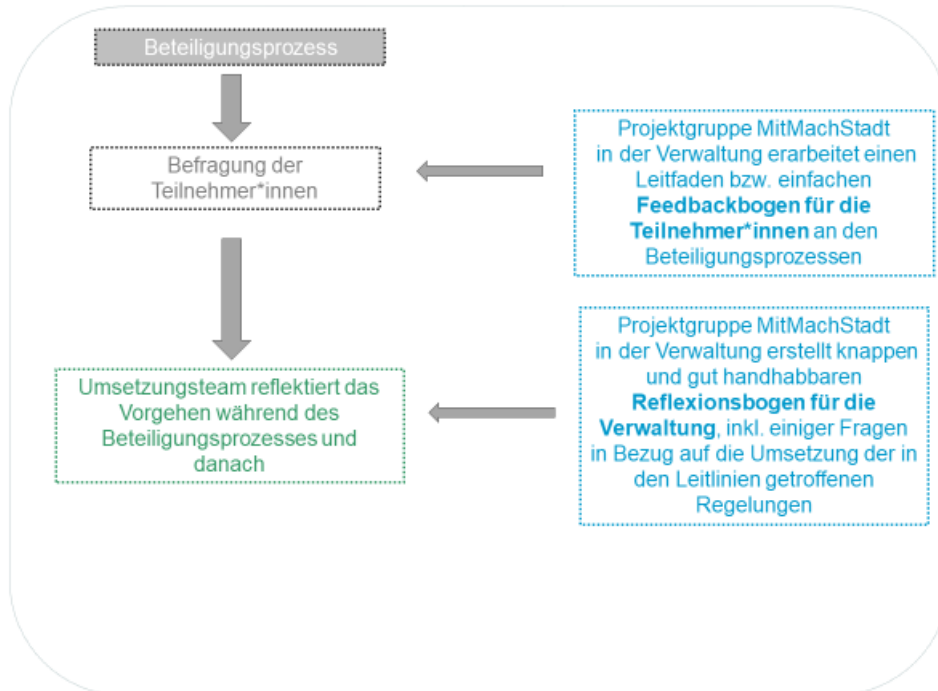 Beteiligungsprozess
Befragung der
Teilnehmer*innen
Projektgruppe MitMachStadt
in der Verwaltung erarbeitet einen
Leitfaden bzw. einfachen
Feedbackbogen für die
Teilnehmer*innen an den
Beteiligungsprozessen
Umsetzungsteam reflektiert das
Vorgehen während des
Beteiligungsprozesses und
danach
Projektgruppe MitMachStadt
in der Verwaltung erstellt knappen
und gut handhabbaren
Reflexionsbogen für die
Verwaltung, inkl. einiger Fragen
in Bezug auf die Umsetzung der in
den Leitlinien getroffenen
Regelungen